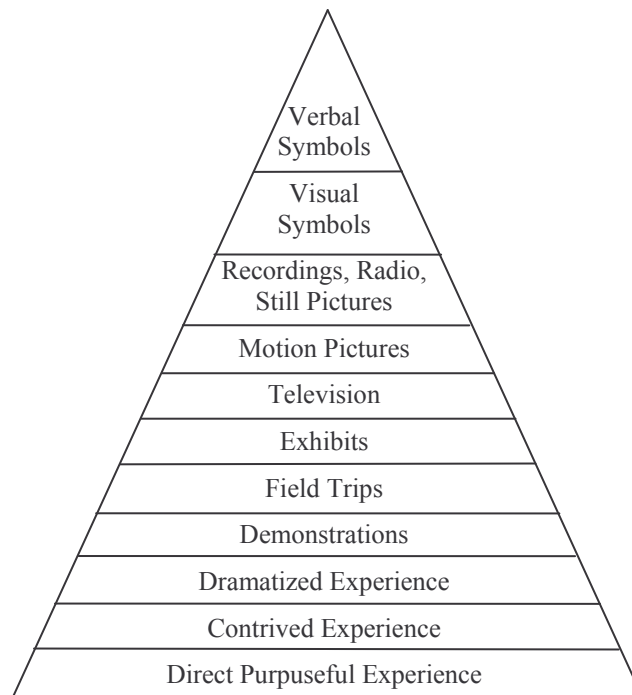 Verbal
Symbols
Visual
Symbols
Recordings, Radio,
Still Pictures
Motion Pictures
Television
Exhibits
Field Trips
Demonstrations
Dramatized Experience
Contrived Experience
Direct Purpuseful Experience